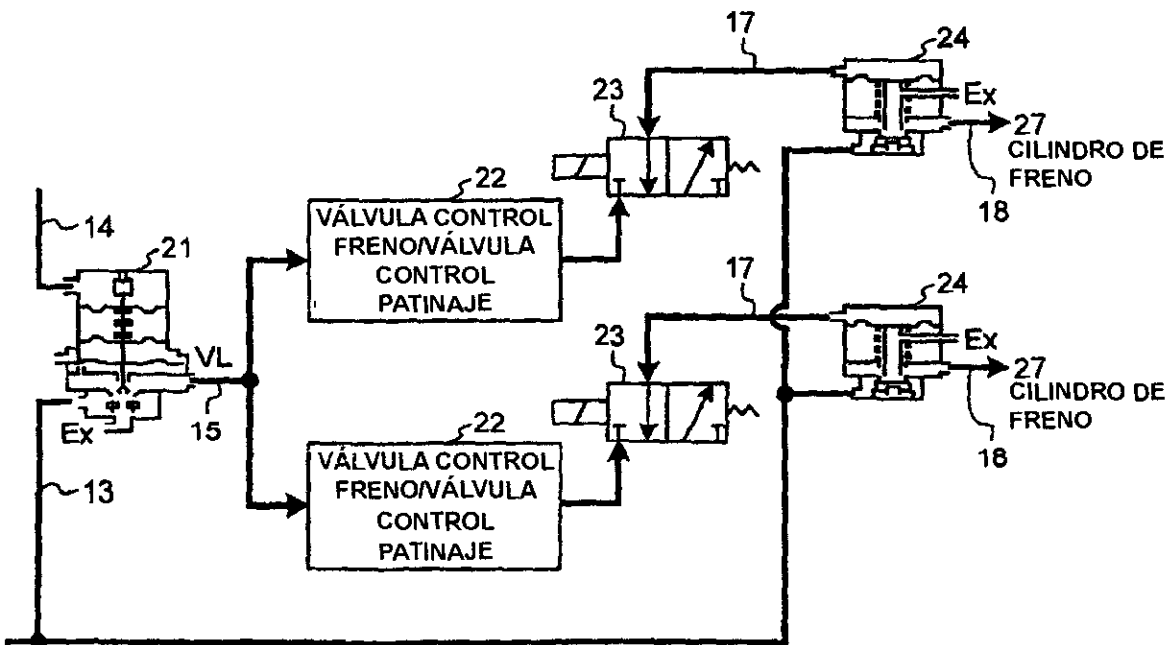 17
24
Ex
23
27
CILINDRO DE
FRENO
18
22
VÁLVULA CONTROL
FRENO/VÁLVULA
CONTROL
PATINAJE
14
21
VL
15
Ex
13
17
24
Ex
23
27
CILINDRO DE
FRENO
18
22
VÁLVULA CONTROL
FRENO/VÁLVULA
CONTROL
PATINAJE